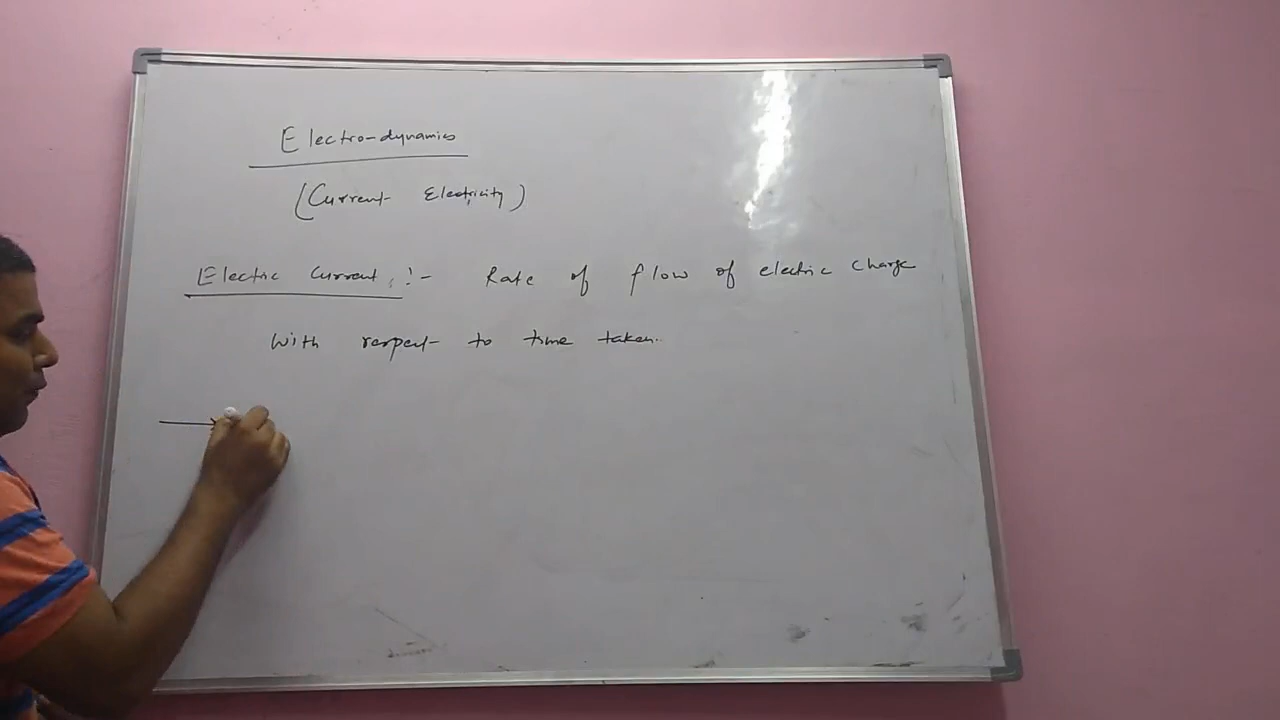 Electro-dynamics
(Current Electricity)
Electric Current :- Rate of flow of electric charge
With respect to time taken.